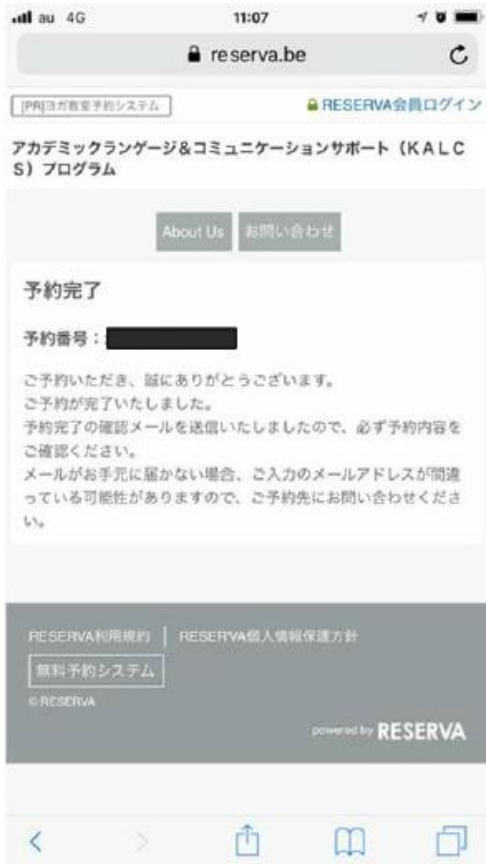 au 4G 11:07
reserva.be
[PR]ヨガ教室予約システム RESERVA会員ログイン
アカデミックランゲージ&コミュニケーションサポート（KALC
S）プログラム
About Us お問い合わせ
予約完了
予約番号：
ご予約いただき、誠にありがとうございます。
ご予約が完了いたしました。
予約完了の確認メールを送信いたしましたので、必ず予約内容を
ご確認ください。
メールがお手元に届かない場合、ご入力のメールアドレスが間違
っている可能性がありますので、ご予約先にお問い合わせくださ
い。
RESERVA利用規約 RESERVA個人情報保護方針
無料予約システム
© RESERVA
powered by RESERVA